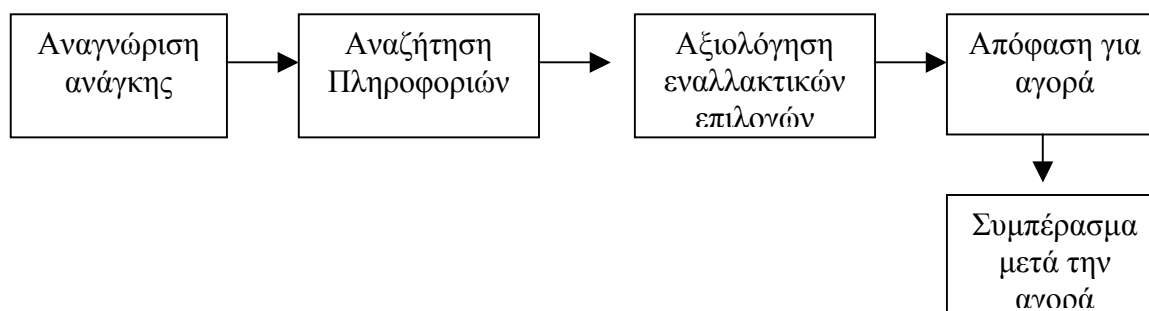 Αναγνώριση
ανάγκης
Αναζήτηση
Πληροφοριών
Αξιολόγηση
εναλλακτικών
επιλογών
Απόφαση για
αγορά
Συμπέρασμα
μετά την
αγορά